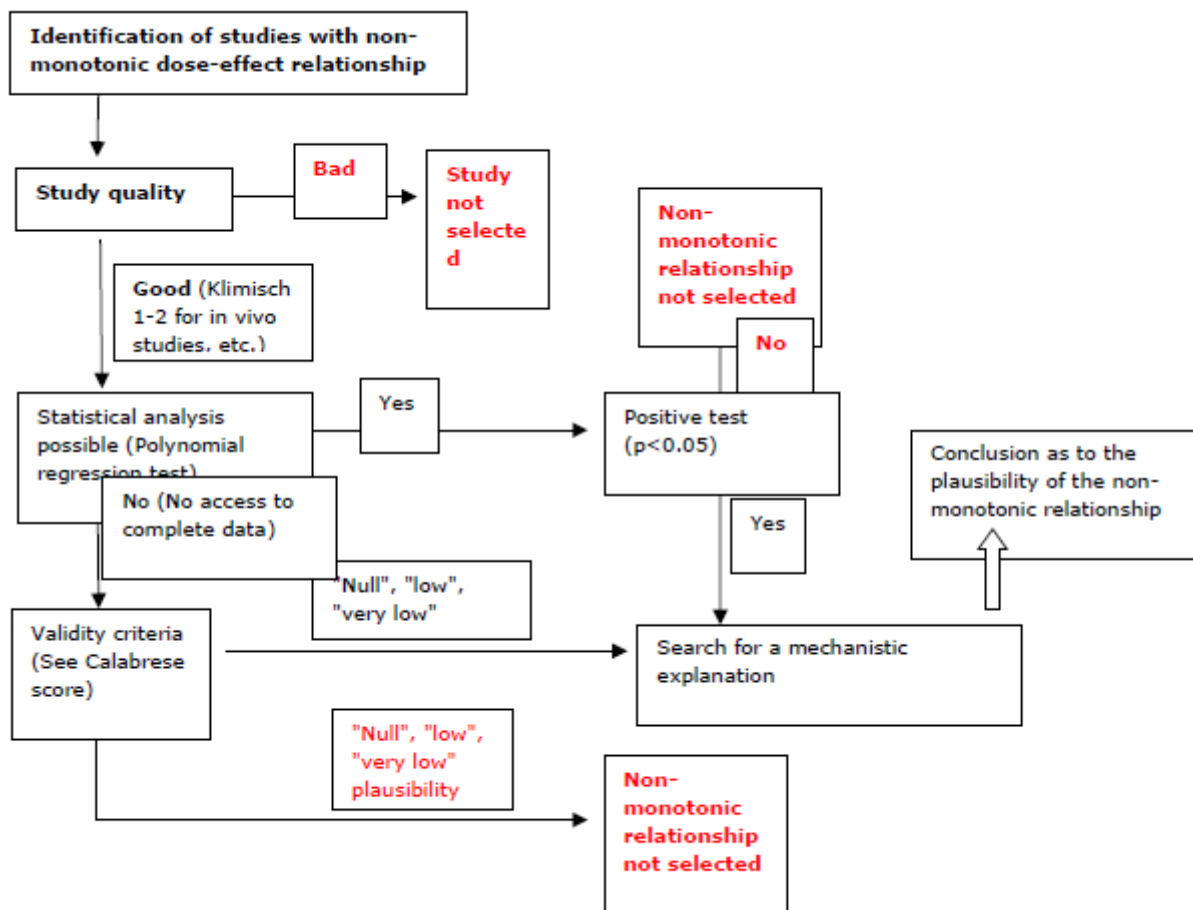 Identification of studies with non-
monotonic dose-effect relationship
Study quality
Bad
Study
not
selecte
d
Good (Klimisch
1-2 for in vivo
studies, etc.)
Non-
monotonic
relationship
not selected
No
Statistical analysis
possible (Polynomial
regression test)
Yes
Positive test
(p<0.05)
Conclusion as to the
plausibility of the non-
monotonic relationship
No (No access to
complete data)
Yes
"Null", "low",
"very low"
Validity criteria
(See Calabrese
score)
Search for a mechanistic
explanation
"Null", "low",
"very low"
plausibility
Non-
monotonic
relationship
not selected